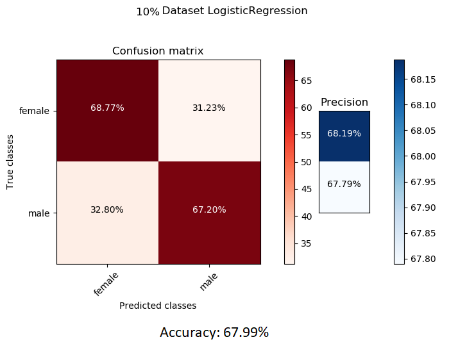 10% Dataset LogisticRegression
Confusion matrix
Precision
True classes
female
male
68.77%
31.23%
32.80%
67.20%
female
male
Predicted classes
65
60
55
50
45
40
35
68.19%
67.79%
68.15
68.10
68.05
68.00
67.95
67.90
67.85
67.80
Accuracy: 67.99%